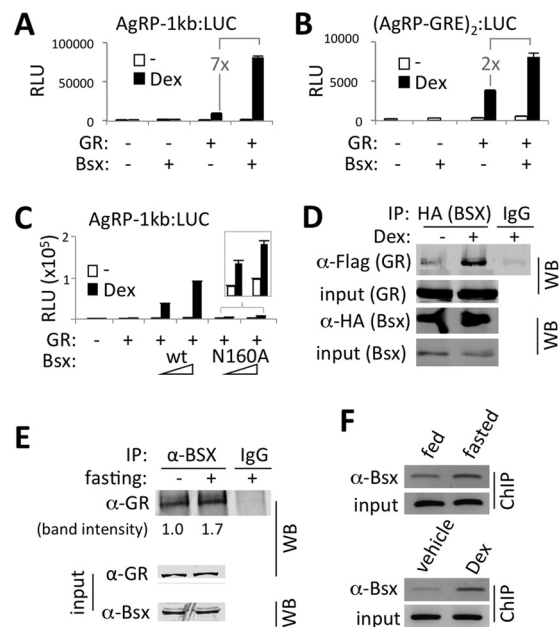 A AgRP-1kb:LUC
RLU
100000
50000
0
-
Dex
7x
GR: - - + +
Bsx: - + - +
B (AgRP-GRE)2:LUC
RLU
10000
5000
0
-
Dex
2x
GR: - - + +
Bsx: - + - +
C AgRP-1kb:LUC
RLU (x10⁵)
2
1
0
-
Dex
GR: - + + + + +
Bsx: wt N160A
D
IP: HA (BSX) IgG
Dex: - + +
α-Flag (GR)
input (GR)
WB
α-HA (Bsx)
input (Bsx)
WB
E
IP: α-BSX IgG
fasting: - + +
α-GR
(band intensity) 1.0 1.7
WB
input
α-GR
α-Bsx
WB
F
fed fasted
α-Bsx
input
ChIP
vehicle Dex
α-Bsx
input
ChIP